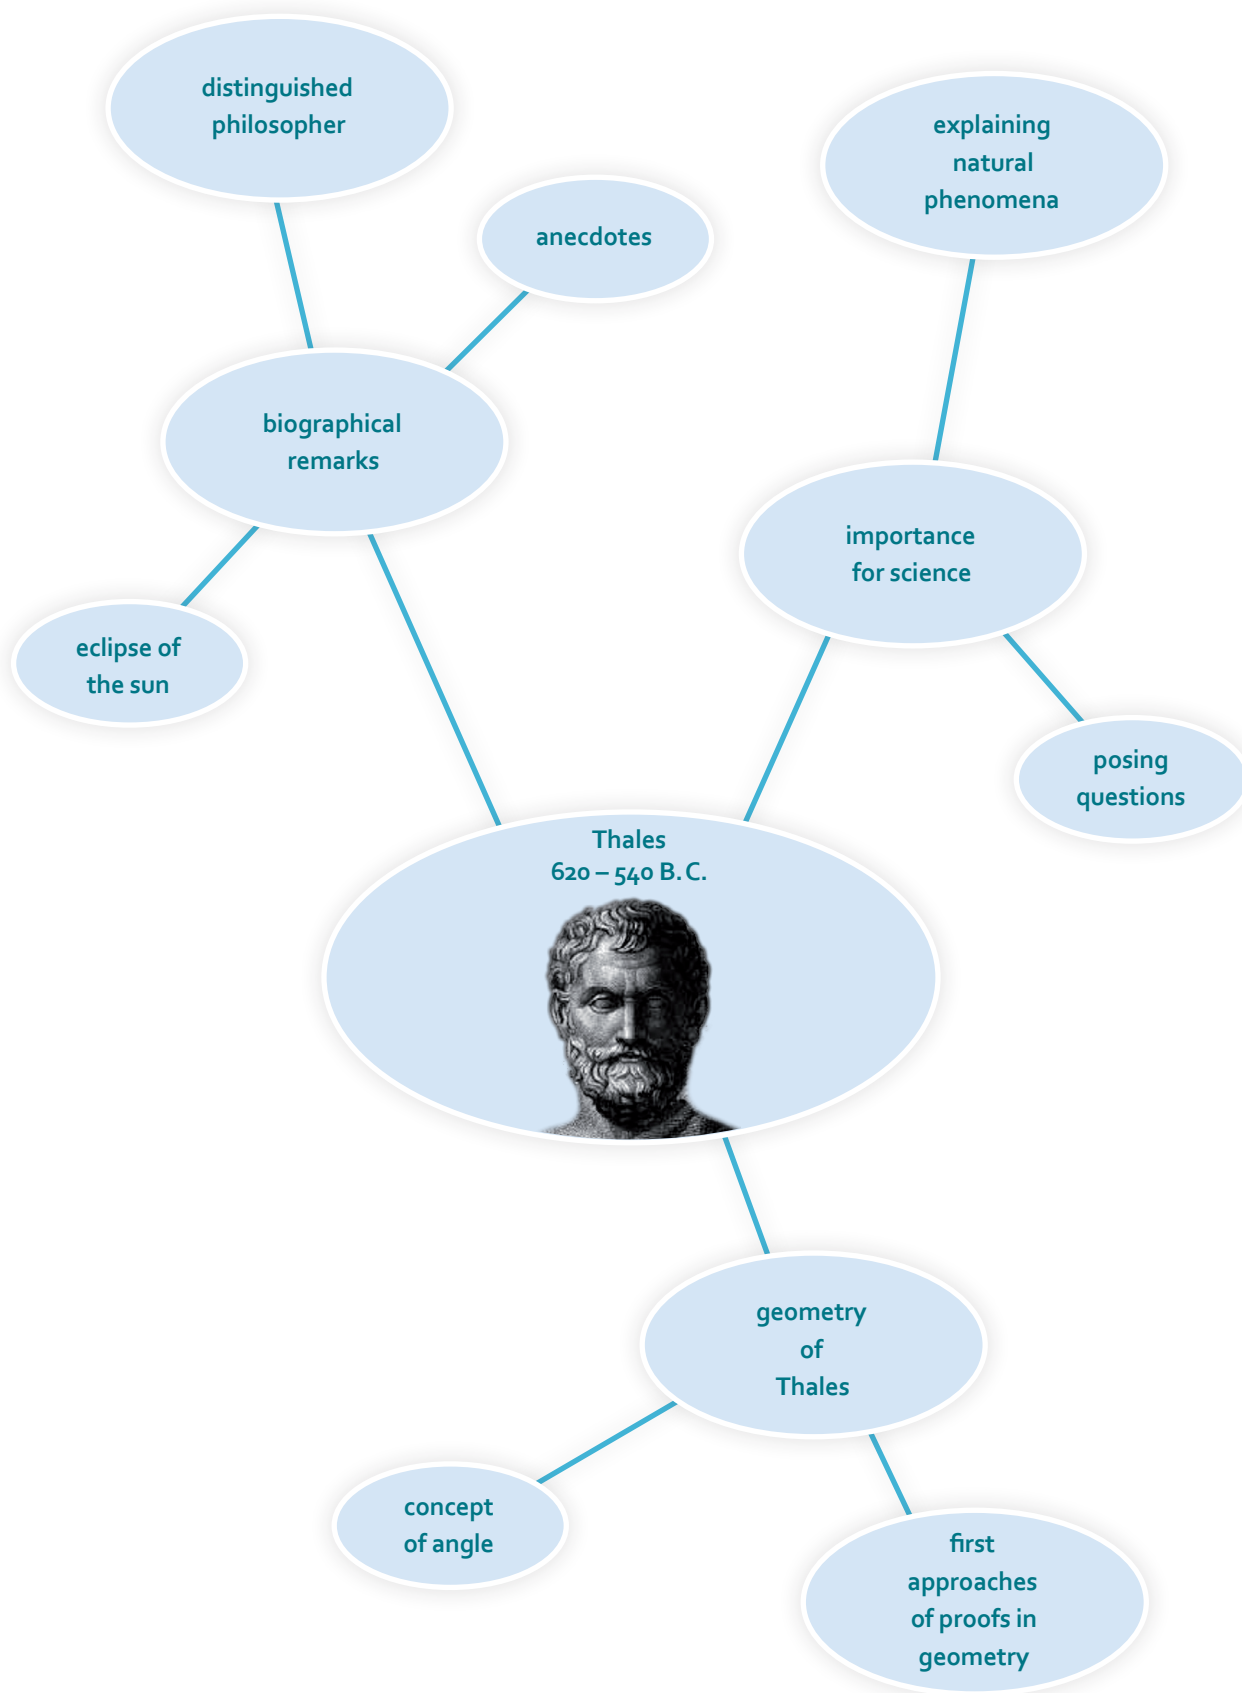 distinguished
philosopher
anecdotes
explaining
natural
phenomena
biographical
remarks
importance
for science
eclipse of
the sun
posing
questions
Thales
620 – 540 B. C.
geometry
of
Thales
concept
of angle
first
approaches
of proofs in
geometry